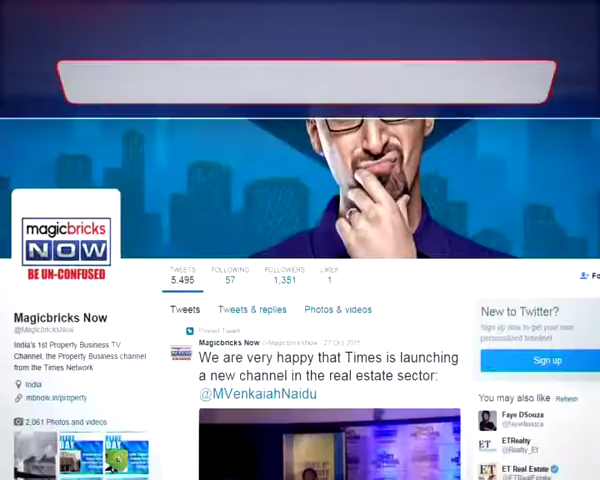 magicbricks
NOW
BE UN-CONFUSED
TWEETS
5,495
FOLLOWING
57
FOLLOWERS
1,351
LIKES
1
Tweets
Tweets & replies
Photos & videos
Magicbricks Now
@MagicbricksNow
India's 1st Property Business TV
Channel, the Property Business channel
from the Times Network
India
mbnow.in/property
2,061 Photos and videos
Pinned Tweet
Magicbricks Now @MagicbricksNow
We are very happy that Times is launching
a new channel in the real estate sector:
@MVenkaiahNaidu
New to Twitter?
Sign up now to get your own
personalized timeline!
Sign up
You may also like Refresh
Faye DSouza
@fayedsouza
ET
ETRealty
@Realty_Et
ET
ET Real Estate
@ETRealEstate